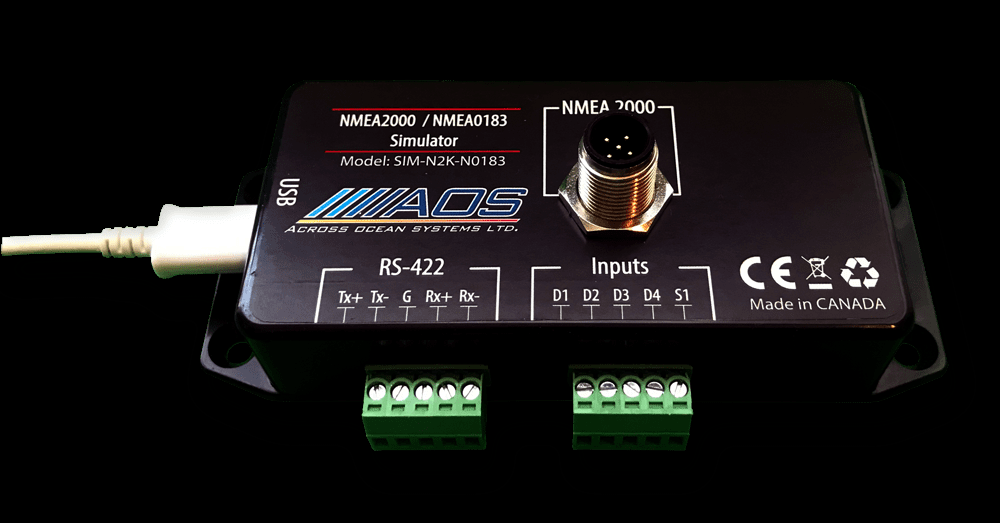 NMEA2000 / NMEA0183
Simulator
Model: SIM-N2K-N0183
NMEA 2000
USB
AOS
ACROSS OCEAN SYSTEMS LTD.
RS-422
Tx+ Tx- G Rx+ Rx-
Inputs
D1 D2 D3 D4 S1
CE
Made in CANADA